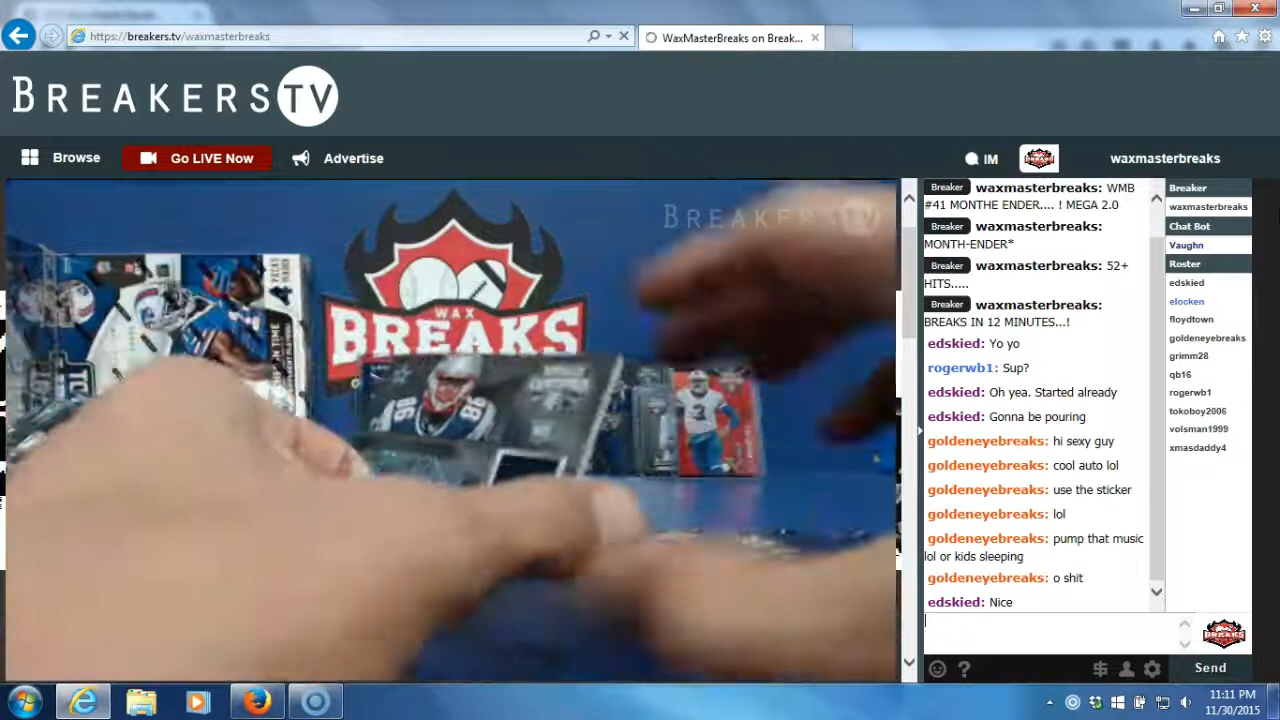 https://breakers.tv/waxmasterbreaks
WaxMasterBreaks on Break...
BREAKERS TV
Browse
Go LIVE Now
Advertise
IM
waxmasterbreaks
BREAKERS TV
WAX
BREAKS
Breaker waxmasterbreaks: WMB
#41 MONTHE ENDER.... ! MEGA 2.0
Breaker waxmasterbreaks:
MONTH-ENDER*
Breaker waxmasterbreaks: 52+
HITS.....
Breaker waxmasterbreaks:
BREAKS IN 12 MINUTES...!
edskied: Yo yo
rogerwb1: Sup?
edskied: Oh yea. Started already
edskied: Gonna be pouring
goldeneyebreaks: hi sexy guy
goldeneyebreaks: cool auto lol
goldeneyebreaks: use the sticker
goldeneyebreaks: lol
goldeneyebreaks: pump that music
lol or kids sleeping
goldeneyebreaks: o shit
edskied: Nice
Breaker
waxmasterbreaks
Chat Bot
Vaughn
Roster
edskied
elocken
floydtown
goldeneyebreaks
grimm28
qb16
rogerwb1
tokoboy2006
volsman1999
xmasdaddy4
BREAKS
Send
11:11 PM
11/30/2015